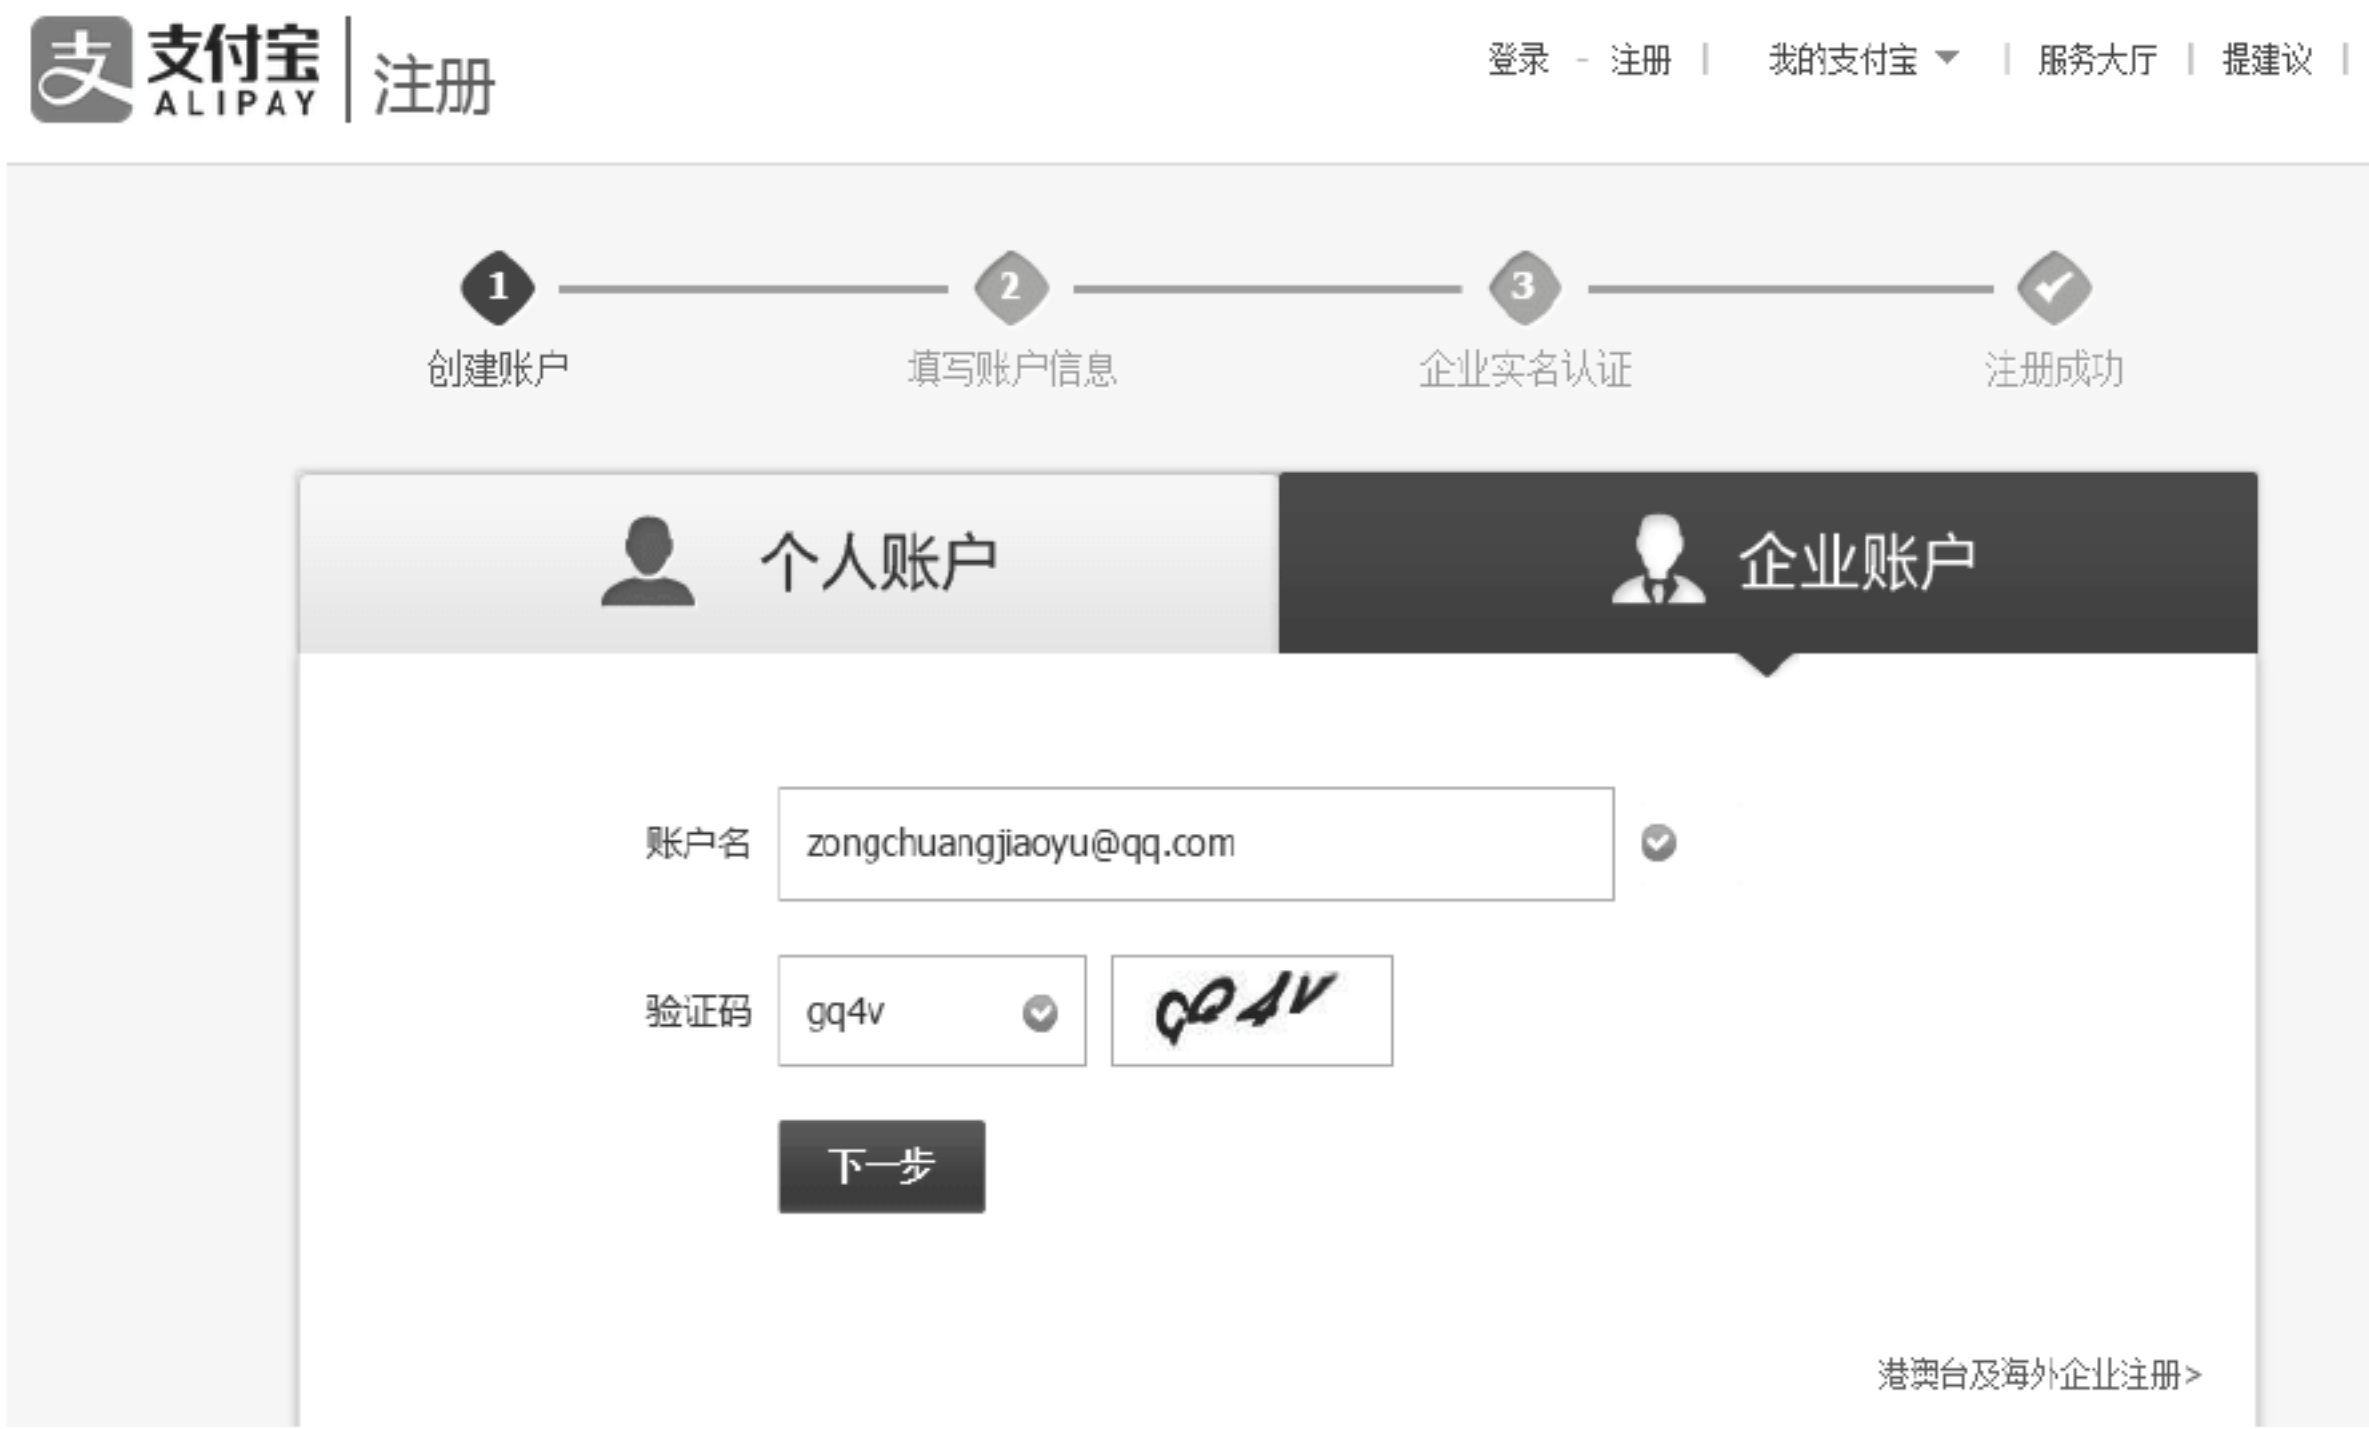 支 支付宝 ALIPAY 注册
登录 - 注册 | 我的支付宝 | 服务大厅 | 提建议 |
1 2 3
创建账户 填写账户信息 企业实名认证 注册成功
个人账户 企业账户
账户名 zongchuangjiaoyu@qq.com
验证码 gq4v gQ4v
下一步
港澳台及海外企业注册>